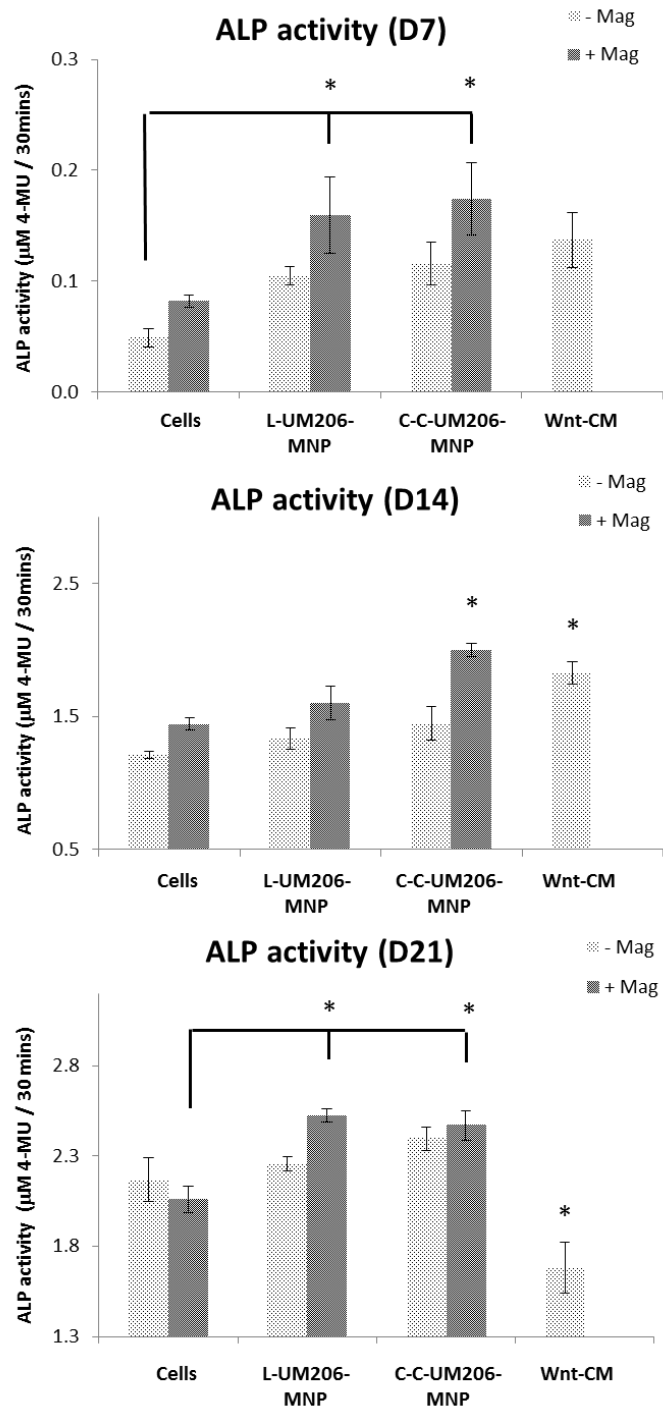 ALP activity (D7)
- Mag
+ Mag
ALP activity (µM 4-MU / 30mins)
0.3
0.2
0.1
0.0
*
*
Cells
L-UM206-
MNP
C-C-UM206-
MNP
Wnt-CM
ALP activity (D14)
- Mag
+ Mag
ALP activity (µM 4-MU / 30mins)
2.5
1.5
0.5
*
*
Cells
L-UM206-
MNP
C-C-UM206-
MNP
Wnt-CM
ALP activity (D21)
- Mag
+ Mag
ALP activity (µM 4-MU / 30 mins)
2.8
2.3
1.8
1.3
*
*
*
Cells
L-UM206-
MNP
C-C-UM206-
MNP
Wnt-CM